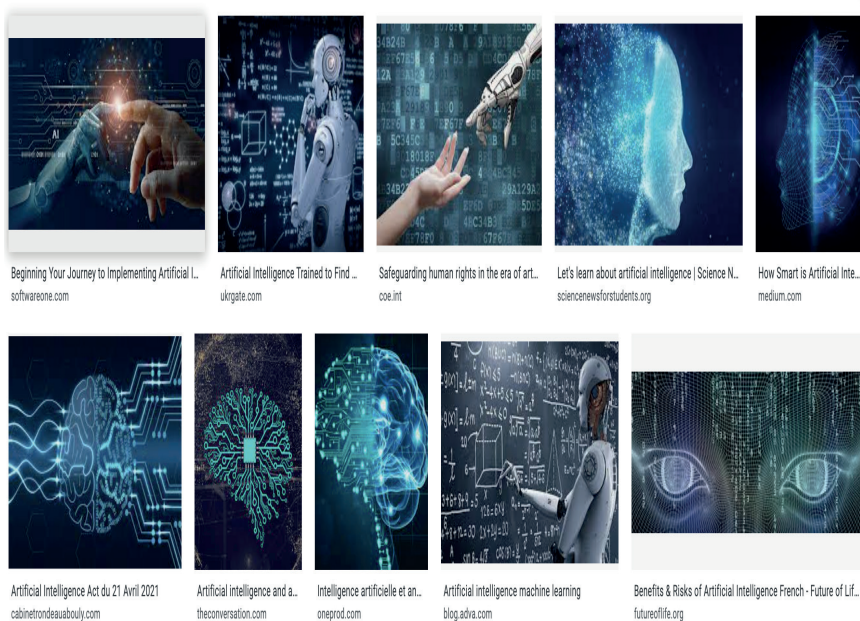 AI
Beginning Your Journey to Implementing Artificial I...
softwareone.com
Artificial Intelligence Trained to Find ...
ukrgate.com
Safeguarding human rights in the era of art...
coe.int
Let's learn about artificial intelligence | Science N...
sciencenewsforstudents.org
How Smart is Artificial Inte...
medium.com
Artificial Intelligence Act du 21 Avril 2021
cabinetrondeauabouly.com
Artificial intelligence and a...
theconversation.com
Intelligence artificielle et an...
oneprod.com
Artificial intelligence machine learning
blog.adva.com
Benefits & Risks of Artificial Intelligence French - Future of Lif...
futureoflife.org